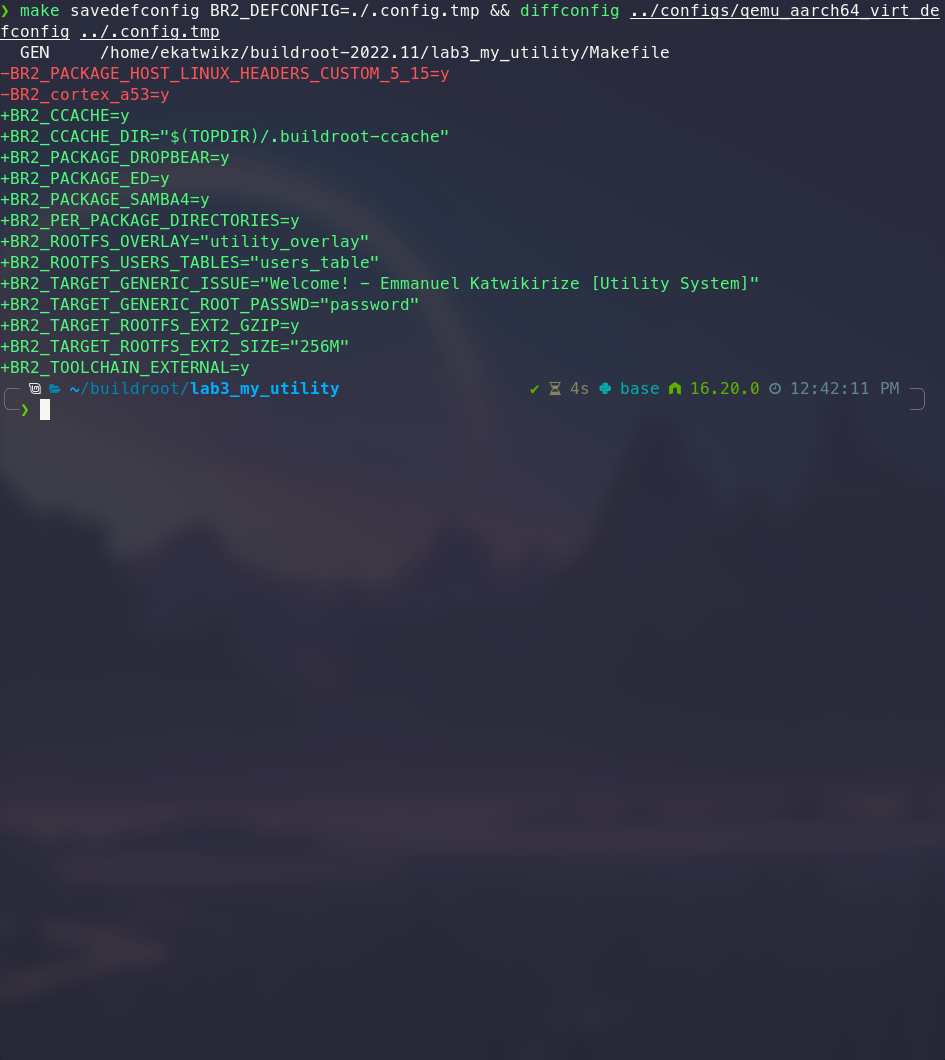 ❯ make savedefconfig BR2_DEFCONFIG=./.config.tmp && diffconfig ../configs/qemu_aarch64_virt_de
fconfig ../.config.tmp
  GEN     /home/ekatwikz/buildroot-2022.11/lab3_my_utility/Makefile
-BR2_PACKAGE_HOST_LINUX_HEADERS_CUSTOM_5_15=y
-BR2_cortex_a53=y
+BR2_CCACHE=y
+BR2_CCACHE_DIR="$(TOPDIR)/.buildroot-ccache"
+BR2_PACKAGE_DROPBEAR=y
+BR2_PACKAGE_ED=y
+BR2_PACKAGE_SAMBA4=y
+BR2_PER_PACKAGE_DIRECTORIES=y
+BR2_ROOTFS_OVERLAY="utility_overlay"
+BR2_ROOTFS_USERS_TABLES="users_table"
+BR2_TARGET_GENERIC_ISSUE="Welcome! - Emmanuel Katwikirize [Utility System]"
+BR2_TARGET_GENERIC_ROOT_PASSWD="password"
+BR2_TARGET_ROOTFS_EXT2_GZIP=y
+BR2_TARGET_ROOTFS_EXT2_SIZE="256M"
+BR2_TOOLCHAIN_EXTERNAL=y
~/buildroot/lab3_my_utility ✔ 4s base 16.20.0 12:42:11 PM
❯